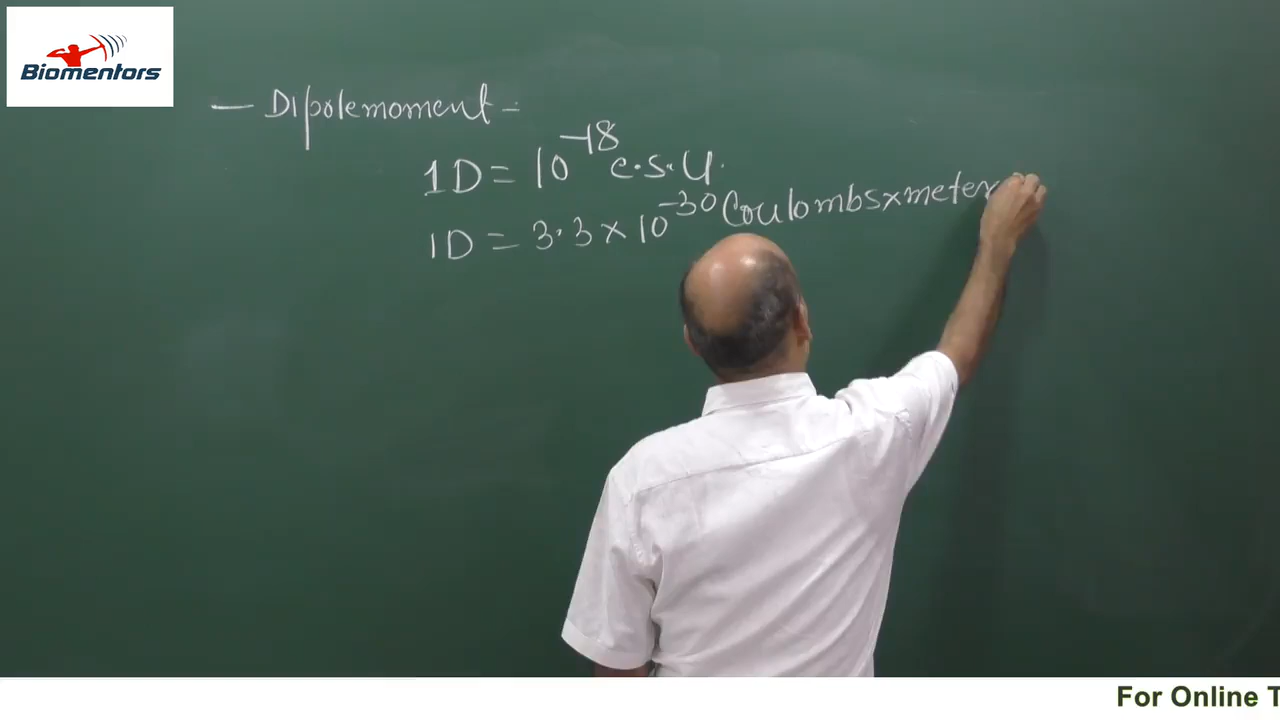 Biomentors
— Dipolemoment -
1D = 10⁻¹⁸ e.s.u.
1D = 3.3 × 10⁻³⁰ Coulombs×meter
For Online